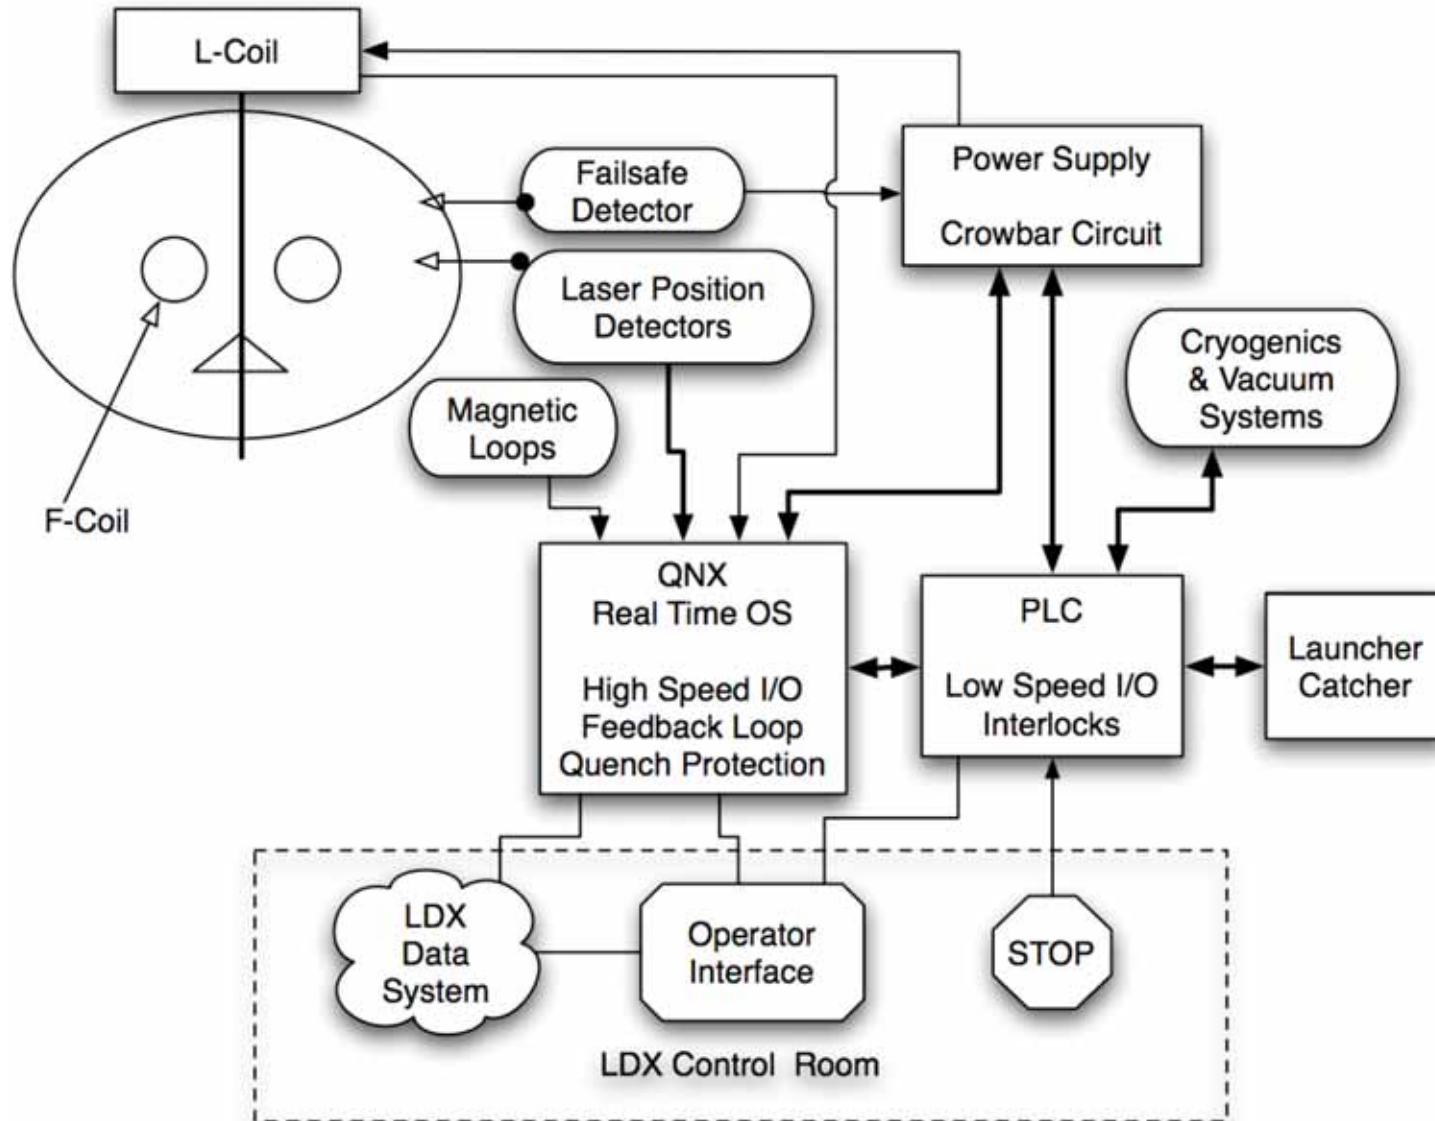 L-Coil
Failsafe
Detector
Power Supply
Crowbar Circuit
Laser Position
Detectors
Cryogenics
& Vacuum
Systems
Magnetic
Loops
F-Coil
QNX
Real Time OS
High Speed I/O
Feedback Loop
Quench Protection
PLC
Low Speed I/O
Interlocks
Launcher
Catcher
LDX
Data
System
Operator
Interface
STOP
LDX Control Room